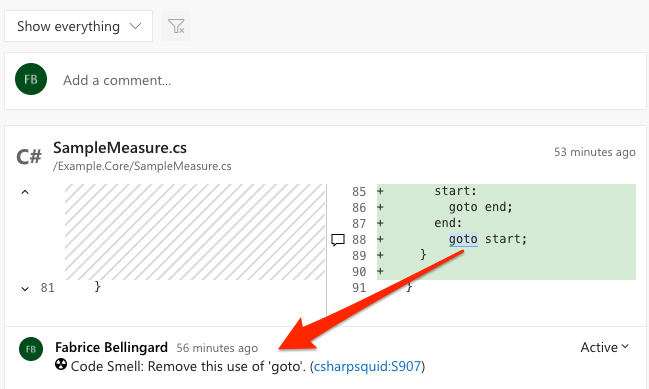 Show everything
FB
Add a comment...
C#
SampleMeasure.cs
53 minutes ago
/Example.Core/SampleMeasure.cs
85 + start:
86 + goto end;
87 + end:
88 + goto start;
89 + }
90 +
81 } 91 }
FB
Fabrice Bellingard 56 minutes ago
Active
Code Smell: Remove this use of 'goto'. (csharpsquid:S907)